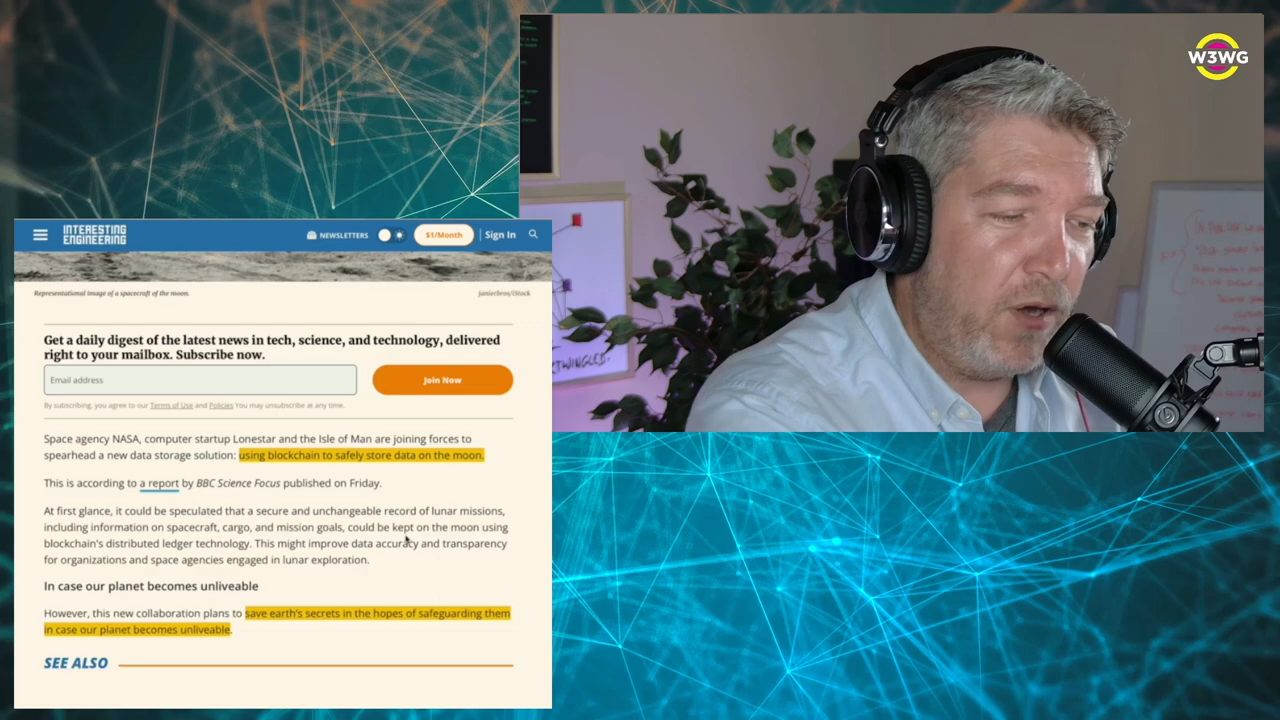 W3WG
INTERESTING
ENGINEERING
NEWSLETTERS
$1/Month
Sign In
Representational image of a spacecraft of the moon.
janiecbros/iStock
Get a daily digest of the latest news in tech, science, and technology, delivered
right to your mailbox. Subscribe now.
Email address
Join Now
By subscribing, you agree to our Terms of Use and Policies You may unsubscribe at any time.
Space agency NASA, computer startup Lonestar and the Isle of Man are joining forces to
spearhead a new data storage solution: using blockchain to safely store data on the moon.
This is according to a report by BBC Science Focus published on Friday.
At first glance, it could be speculated that a secure and unchangeable record of lunar missions,
including information on spacecraft, cargo, and mission goals, could be kept on the moon using
blockchain's distributed ledger technology. This might improve data accuracy and transparency
for organizations and space agencies engaged in lunar exploration.
In case our planet becomes unliveable
However, this new collaboration plans to save earth's secrets in the hopes of safeguarding them
in case our planet becomes unliveable.
SEE ALSO